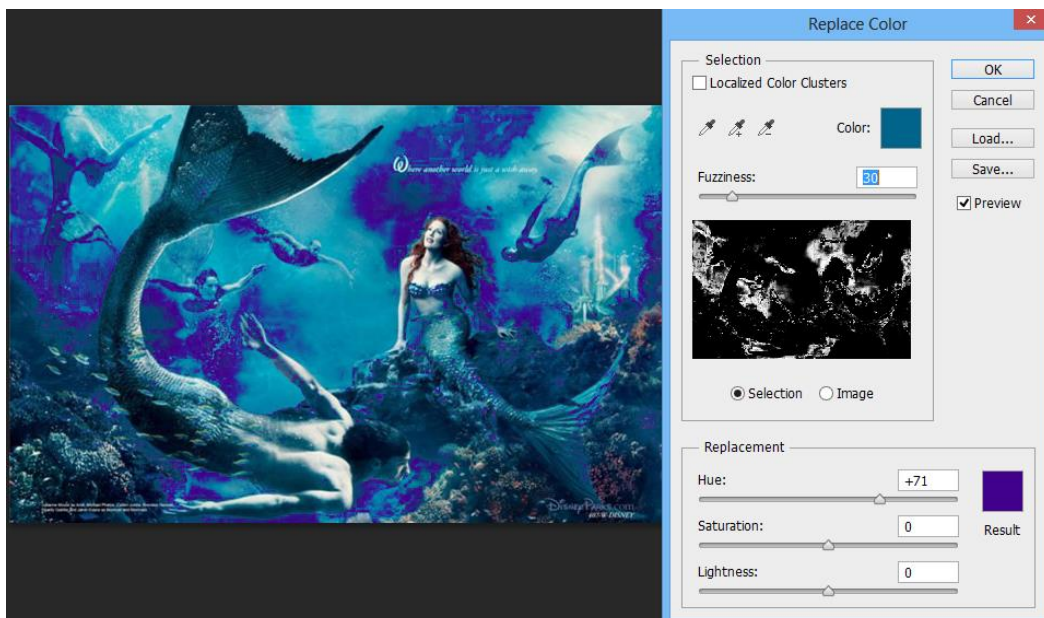 Replace Color
Selection
Localized Color Clusters
Color:
Fuzziness:
30
Selection
Image
OK
Cancel
Load...
Save...
Preview
Replacement
Hue:
+71
Saturation:
0
Lightness:
0
Result
Where another world is just a wish away.
DisneyParks.com